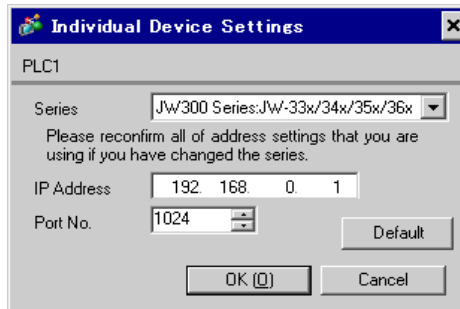 Individual Device Settings
PLC1
Series JW300 Series:JW-33x/34x/35x/36x
Please reconfirm all of address settings that you are
using if you have changed the series.
IP Address 192. 168. 0. 1
Port No. 1024
Default
OK (O) Cancel